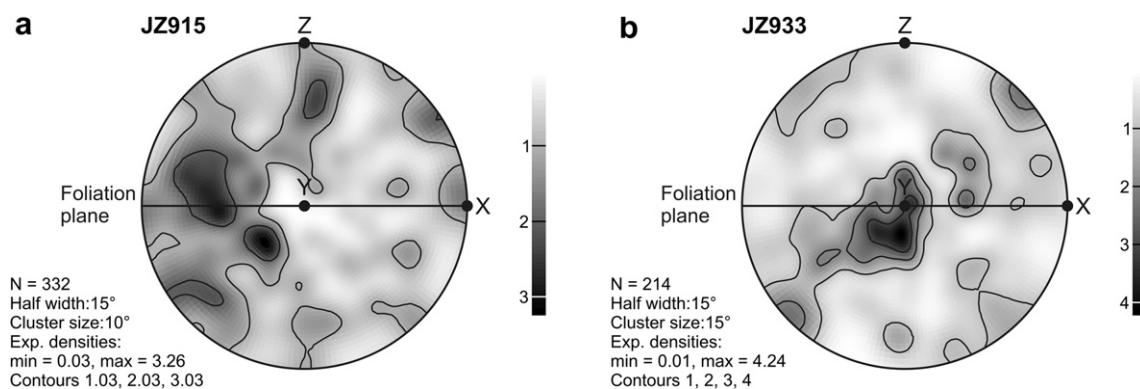 a
JZ915
Z
Y
X
Foliation
plane
1
2
3
N = 332
Half width:15°
Cluster size:10°
Exp. densities:
min = 0.03, max = 3.26
Contours 1.03, 2.03, 3.03
b
JZ933
Z
Y
X
Foliation
plane
1
2
3
4
N = 214
Half width:15°
Cluster size:15°
Exp. densities:
min = 0.01, max = 4.24
Contours 1, 2, 3, 4